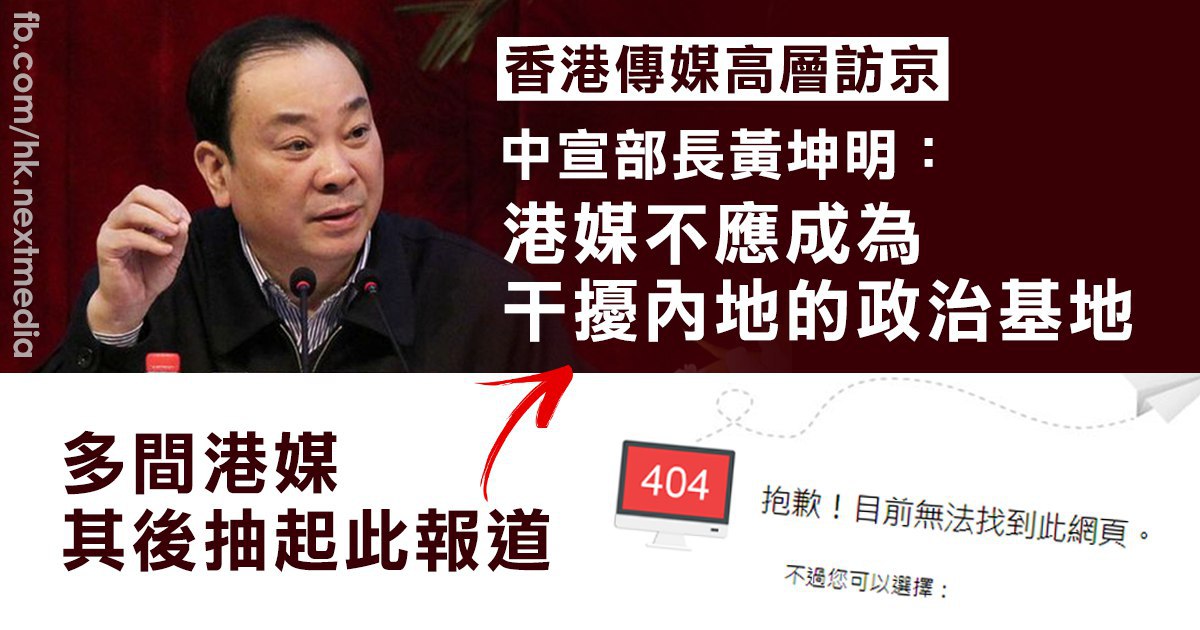 fb.com/hk.nextmedia
香港傳媒高層訪京
中宣部長黃坤明：
港媒不應成為
干擾內地的政治基地
多間港媒
其後抽起此報道
404
抱歉！目前無法找到此網頁。
不過您可以選擇：